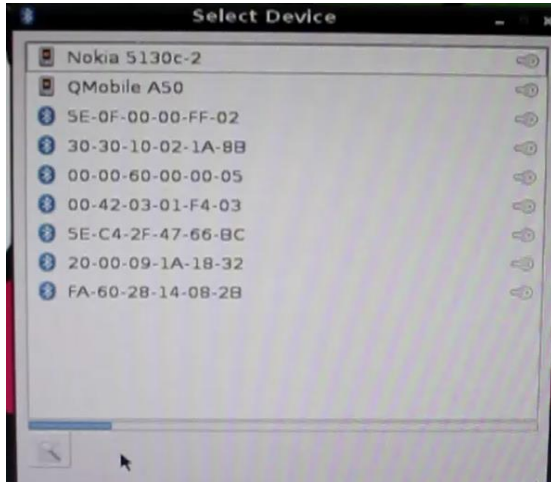 Select Device
Nokia 5130c-2
QMobile A50
5E-0F-00-00-FF-02
30-30-10-02-1A-8B
00-00-60-00-00-05
00-42-03-01-F4-03
5E-C4-2F-47-66-BC
20-00-09-1A-18-32
FA-60-28-14-08-2B